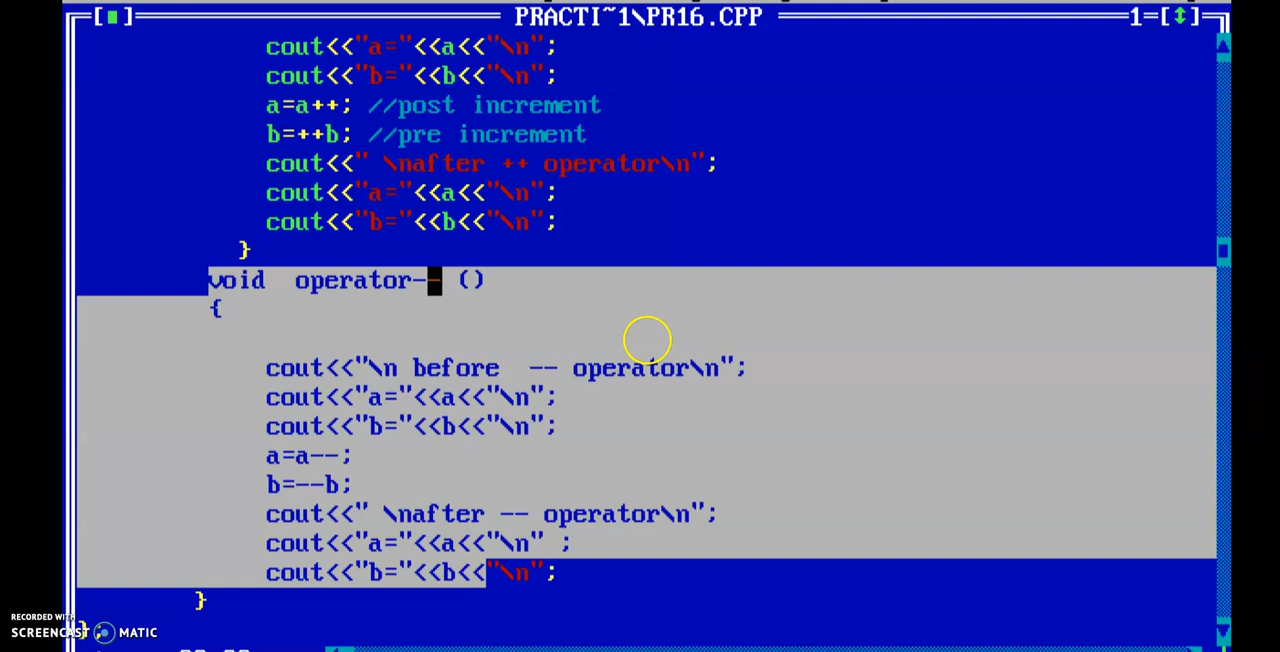 [■] PRACTI~1\PR16.CPP 1=[↕]
cout<<"a="<<a<<"\n";
cout<<"b="<<b<<"\n";
a=a++; //post increment
b=++b; //pre increment
cout<<" \nafter ++ operator\n";
cout<<"a="<<a<<"\n";
cout<<"b="<<b<<"\n";
}
void operator-- ()
{
cout<<"\n before -- operator\n";
cout<<"a="<<a<<"\n";
cout<<"b="<<b<<"\n";
a=a--;
b=--b;
cout<<" \nafter -- operator\n";
cout<<"a="<<a<<"\n" ;
cout<<"b="<<b<<"\n";
}
RECORDED WITH
SCREENCAST MATIC